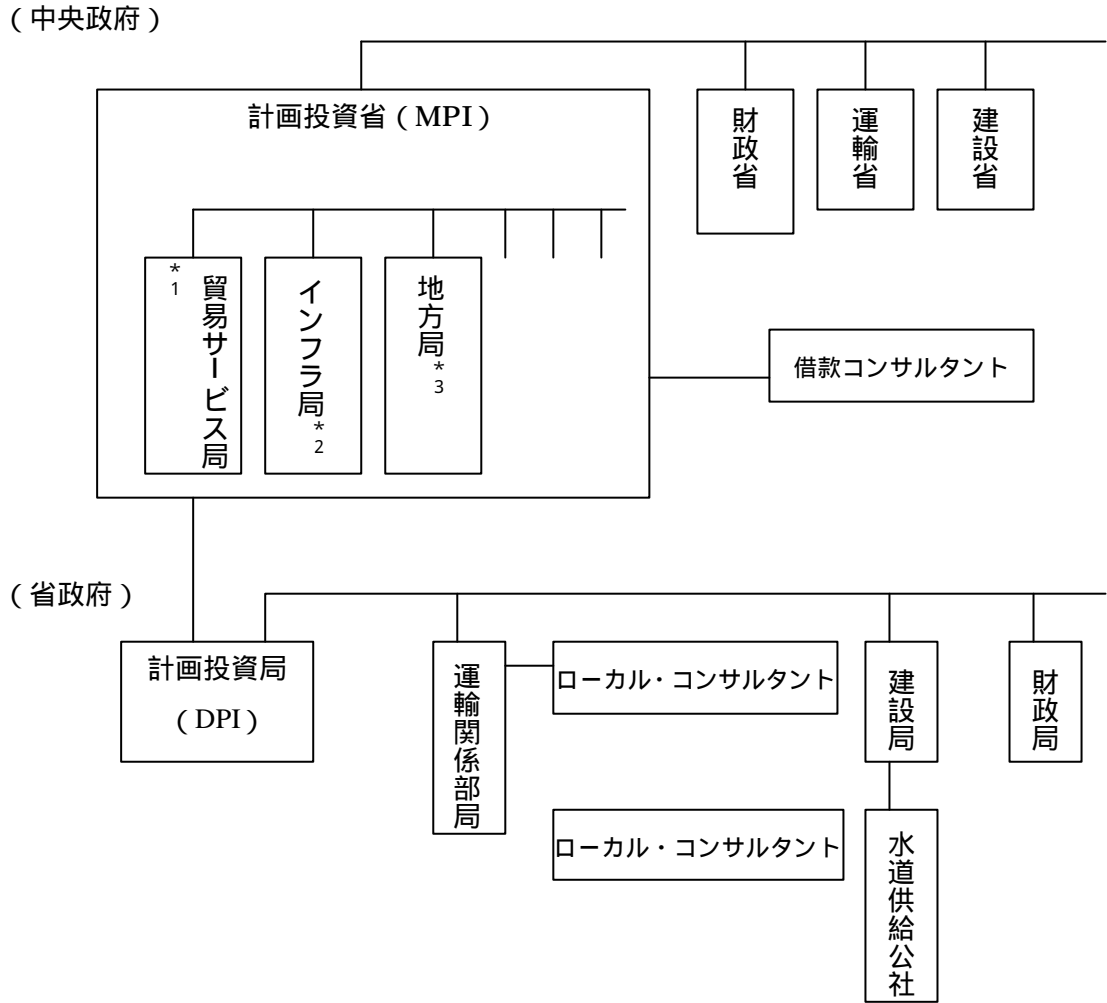 (中央政府)
計画投資省(MPI)
財政省
運輸省
建設省
貿易サービス局*1
インフラ局*2
地方局*3
借款コンサルタント
(省政府)
計画投資局
(DPI)
運輸関係部局
ローカル・コンサルタント
建設局
財政局
ローカル・コンサルタント
水道供給公社